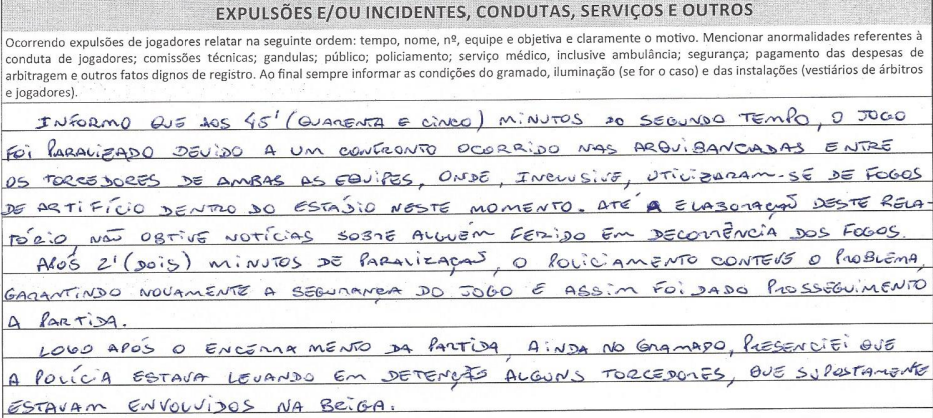 EXPULSÕES E/OU INCIDENTES, CONDUTAS, SERVIÇOS E OUTROS
Ocorrendo expulsões de jogadores relatar na seguinte ordem: tempo, nome, nº, equipe e objetiva e claramente o motivo. Mencionar anormalidades referentes à
conduta de jogadores; comissões técnicas; gandulas; público; policiamento; serviço médico, inclusive ambulância; segurança; pagamento das despesas de
arbitragem e outros fatos dignos de registro. Ao final sempre informar as condições do gramado, iluminação (se for o caso) e das instalações (vestiários de árbitros
e jogadores).
INFORMO QUE AOS 45' (QUARENTA E CINCO) MINUTOS DO SEGUNDO TEMPO, O JOGO
FOI PARALIZADO DEVIDO A UM CONFRONTO OCORRIDO NAS ARQUIBANCADAS ENTRE
OS TORCEDORES DE AMBAS AS EQUIPES, ONDE, INCLUSIVE, UTILIZARAM-SE DE FOGOS
DE ARTIFÍCIO DENTRO DO ESTÁDIO NESTE MOMENTO. ATÉ A ELABORAÇÃO DESTE RELA-
TÓRIO, NÃO OBTIVE NOTÍCIAS SOBRE ALGUÉM FERIDO EM DECORRÊNCIA DOS FOGOS.
APÓS 2' (DOIS) MINUTOS DE PARALIZAÇÃO, O POLICIAMENTO CONTEVE O PROBLEMA,
GARANTINDO NOVAMENTE A SEGURANÇA DO JOGO E ASSIM FOI DADO PROSSEGUIMENTO
A PARTIDA.
LOGO APÓS O ENCERRAMENTO DA PARTIDA, AINDA NO GRAMADO, PRESENCIEI QUE
A POLÍCIA ESTAVA LEVANDO EM DETENÇÃO ALGUNS TORCEDORES, QUE SUPOSTAMENTE
ESTAVAM ENVOLVIDOS NA BRIGA.